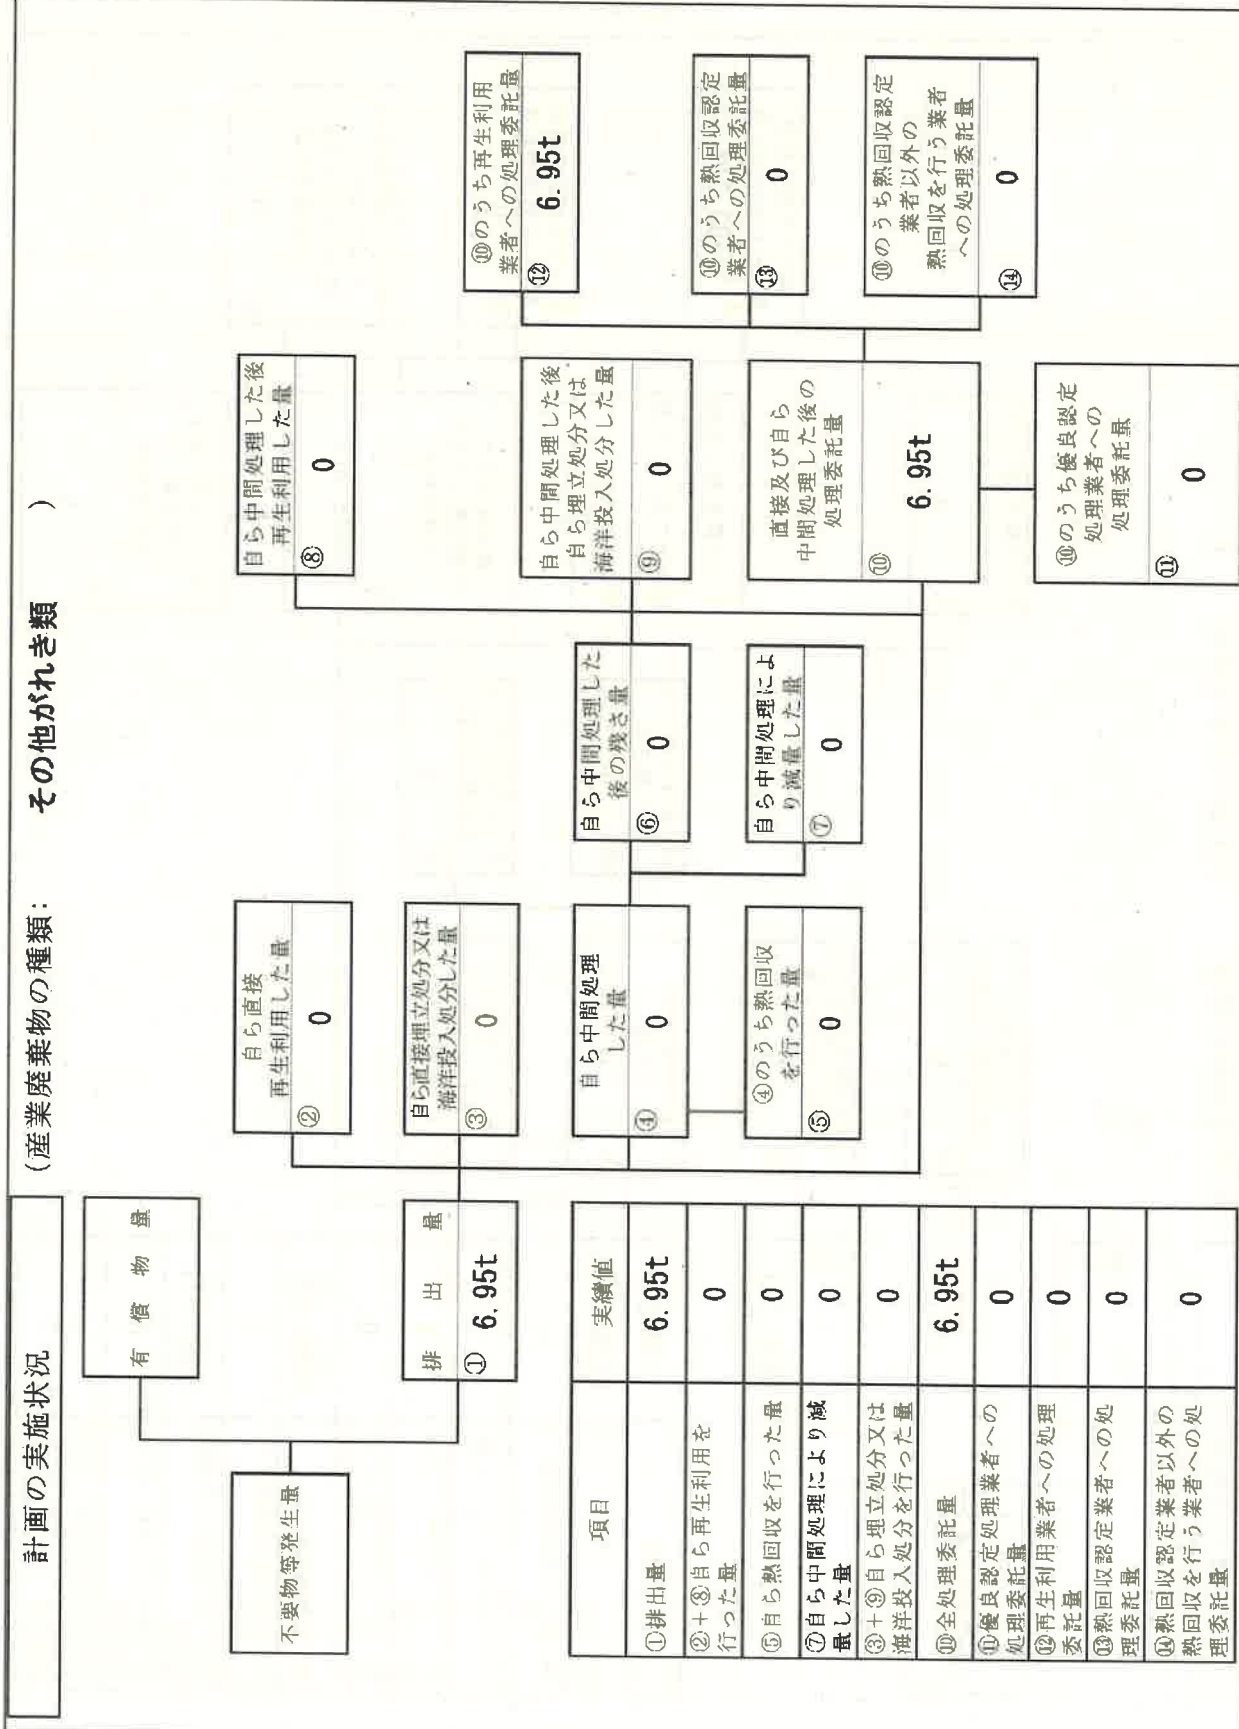 計画の実施状況
（産業廃棄物の種類： その他がれき類 ）
不要物等発生量
有償物量
排出量
① 6.95t
自ら直接
再生利用した量
② 0
自ら直接埋立処分又は
海洋投入処分した量
③ 0
自ら中間処理
した量
④ 0
④のうち熱回収
を行った量
⑤ 0
自ら中間処理した
後の残さ量
⑥ 0
自ら中間処理によ
り減量した量
⑦ 0
自ら中間処理した後
再生利用した量
⑧ 0
自ら中間処理した後
自ら埋立処分又は
海洋投入処分した量
⑨ 0
直接及び自ら
中間処理した後の
処理委託量
⑩ 6.95t
⑩のうち優良認定
処理業者への
処理委託量
⑪ 0
⑩のうち再生利用
業者への処理委託量
⑫ 6.95t
⑩のうち熱回収認定
業者への処理委託量
⑬ 0
⑩のうち熱回収認定
業者以外の
熱回収を行う業者
への処理委託量
⑭ 0
項目 実績値
①排出量 6.95t
②+⑧自ら再生利用を
行った量 0
⑤自ら熱回収を行った量 0
⑦自ら中間処理により減
量した量 0
③+⑨自ら埋立処分又は
海洋投入処分を行った量 0
⑩全処理委託量 6.95t
⑪優良認定処理業者への
処理委託量 0
⑫再生利用業者への処理
委託量 0
⑬熱回収認定業者への処
理委託量 0
⑭熱回収認定業者以外の
熱回収を行う業者への処
理委託量 0